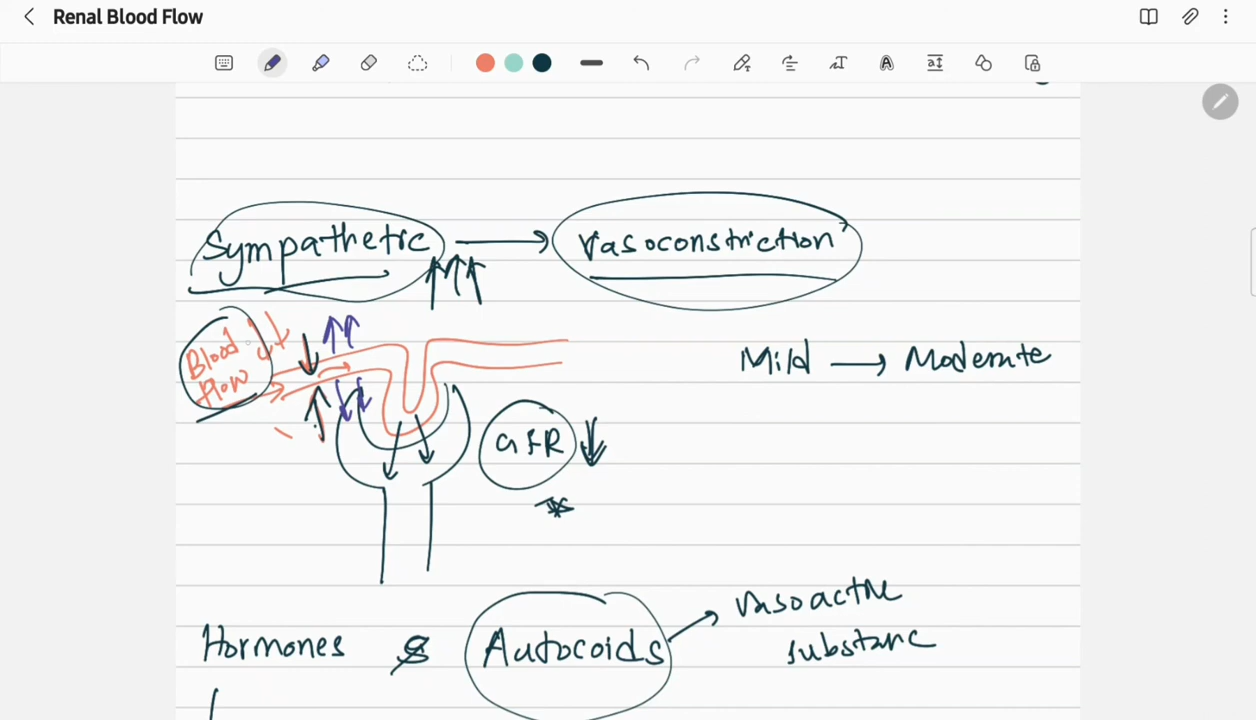 Renal Blood Flow
Sympathetic → Vasoconstriction
Blood
flow
Mild → Moderate
GFR
Hormones & Autocoids
Vasoactive
substance